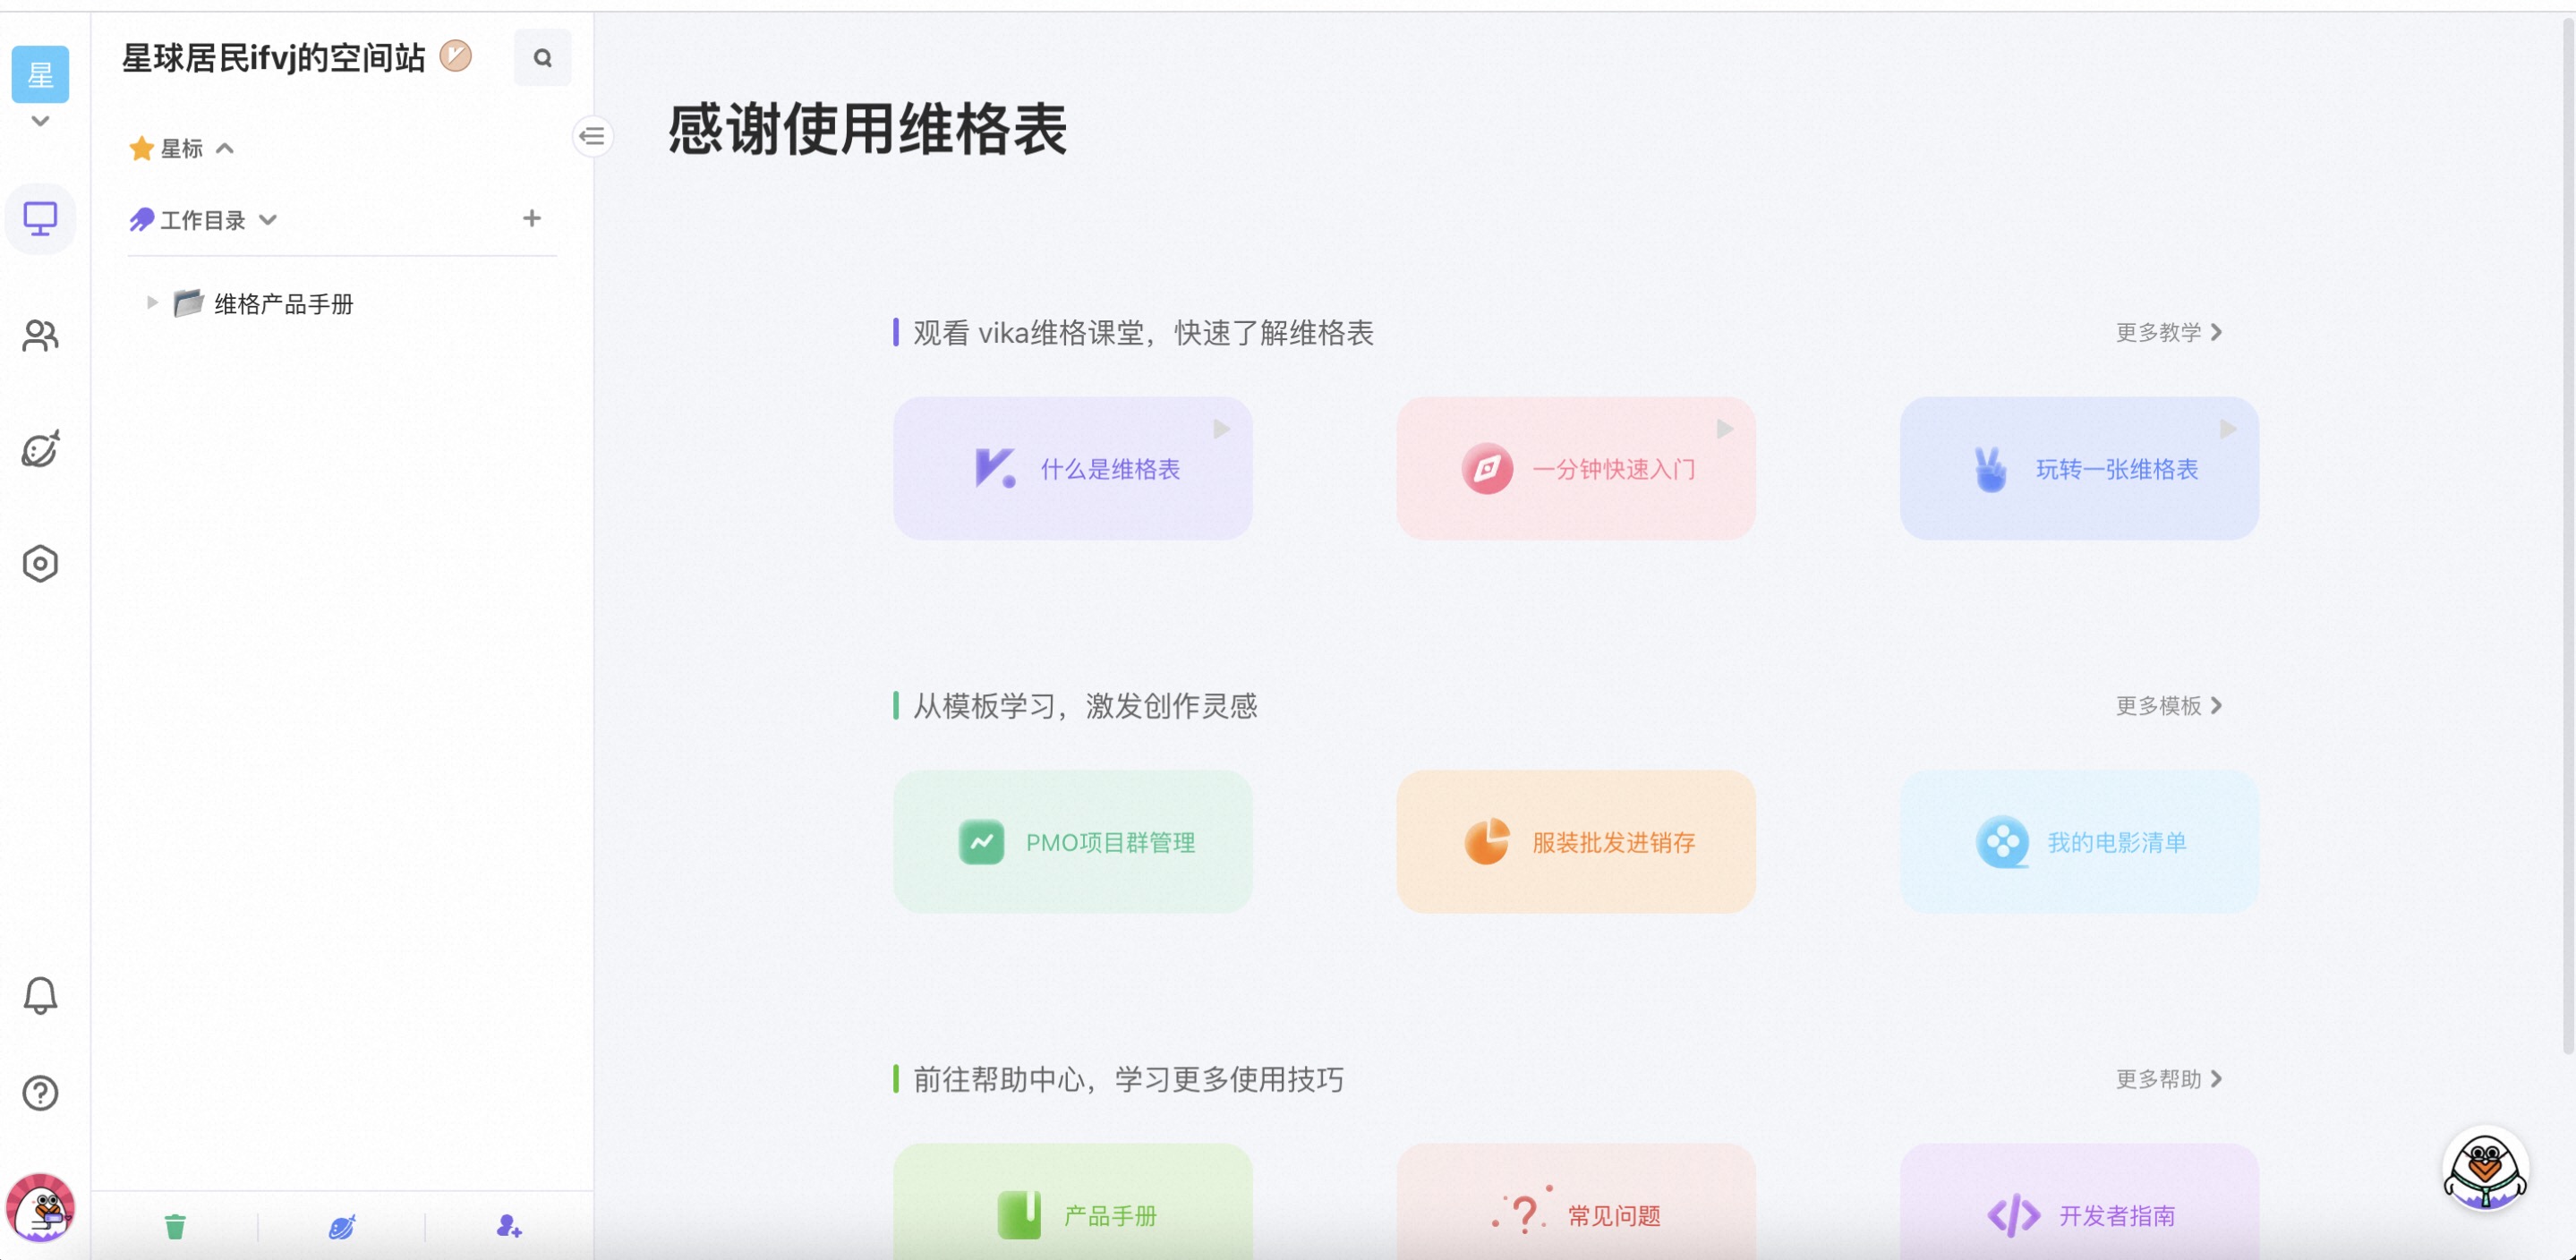 星
星球居民ifvj的空间站
星标
工作目录
维格产品手册
感谢使用维格表
观看 vika维格课堂，快速了解维格表
更多教学
什么是维格表
一分钟快速入门
玩转一张维格表
从模板学习，激发创作灵感
更多模板
PMO项目群管理
服装批发进销存
我的电影清单
前往帮助中心，学习更多使用技巧
更多帮助
产品手册
常见问题
开发者指南